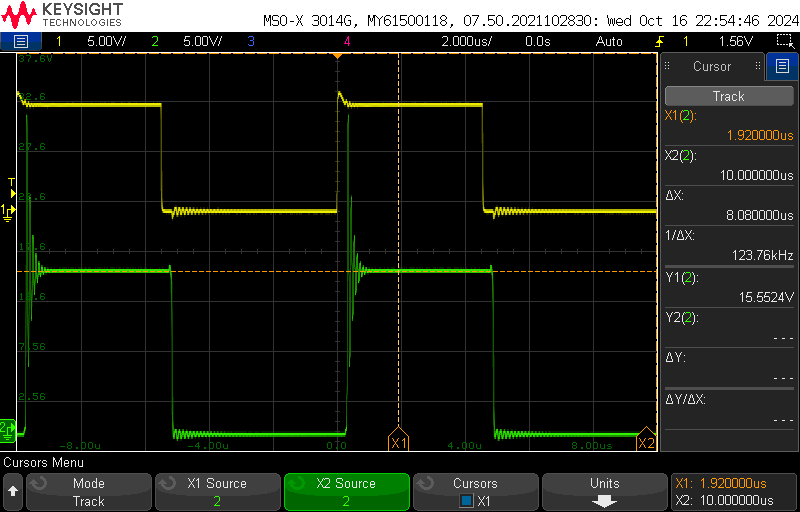 KEYSIGHT
TECHNOLOGIES
MSO-X 3014G, MY61500118, 07.50.2021102830: Wed Oct 16 22:54:46 2024
1 5.00V/ 2 5.00V/ 3 4 2.000us/ 0.0s Auto 1 1.56V
37.6V
32.6
27.6
22.6
17.6
12.6
7.56
2.56
T
1
2
-8.00u -4.00u 0.0 4.00u 8.00u
X1 X2
Cursor
Track
X1(2):
1.920000us
X2(2):
10.000000us
ΔX:
8.080000us
1/ΔX:
123.76kHz
Y1(2):
15.5524V
Y2(2):
- - -
ΔY:
- - -
ΔY/ΔX:
- - -
Cursors Menu
Mode
Track
X1 Source
2
X2 Source
2
Cursors
X1
Units
X1: 1.920000us
X2: 10.000000us